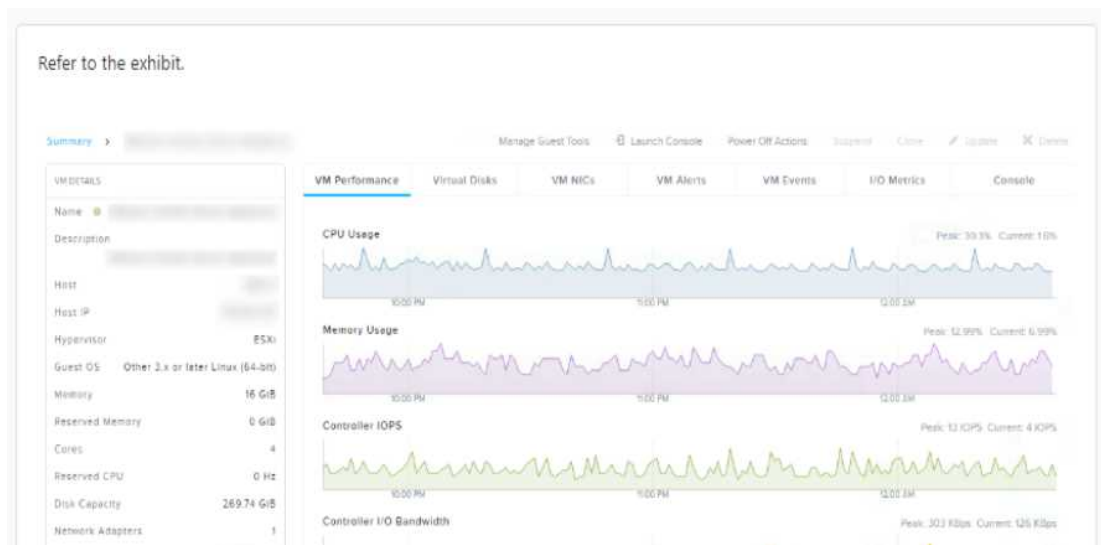 Refer to the exhibit.
Summary >
Manage Guest Tools Launch Console Power Off Actions Suspend Clone Update Delete
VM DETAILS
VM Performance Virtual Disks VM NICs VM Alerts VM Events I/O Metrics Console
Name
Description
Host
Host IP
Hypervisor ESXi
Guest OS Other 3.x or later Linux (64-bit)
Memory 16 GiB
Reserved Memory 0 GiB
Cores 4
Reserved CPU 0 Hz
Disk Capacity 269.74 GiB
Network Adapters 1
CPU Usage
Peak: Current:
10:00 PM 11:00 PM 12:00 AM
Memory Usage
Peak: 12.99% Current: 6.99%
10:00 PM 11:00 PM 12:00 AM
Controller IOPS
Peak: 13 IOPS Current: 4 IOPS
10:00 PM 11:00 PM 12:00 AM
Controller I/O Bandwidth
Peak: 303 KBps Current: 126 KBps